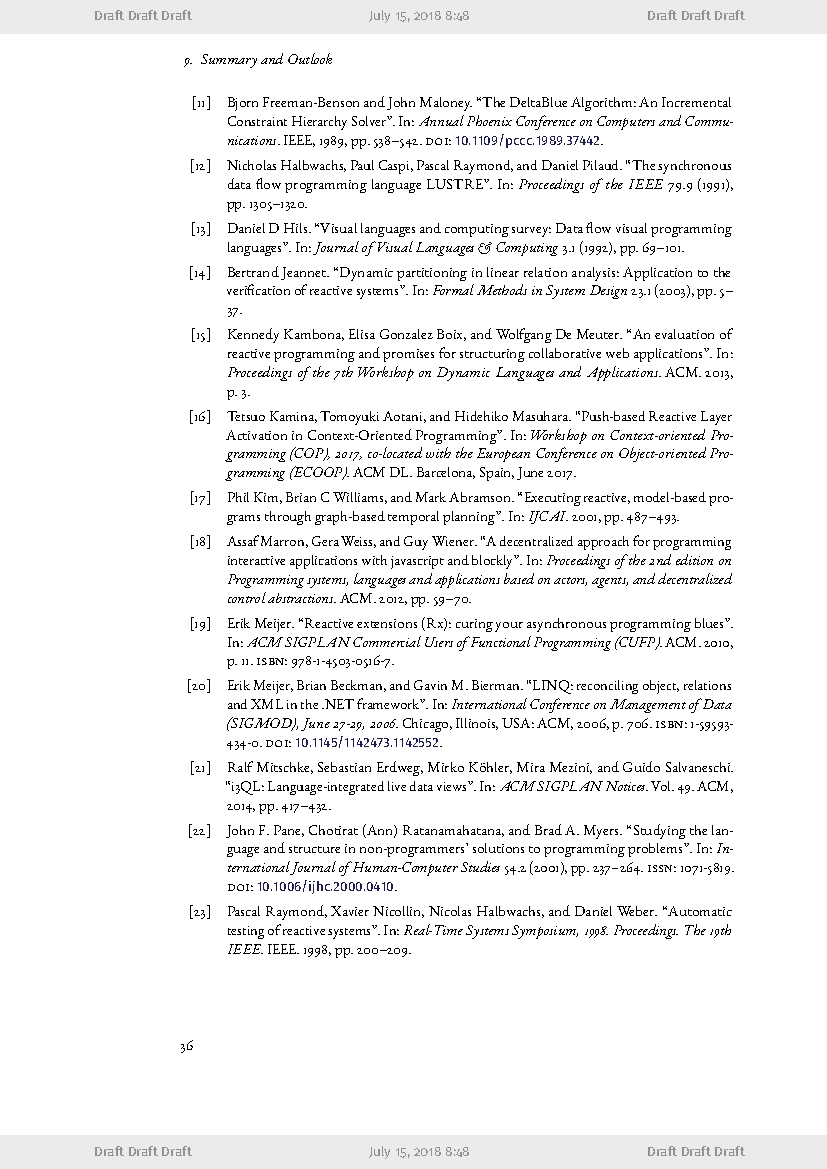 Draft Draft Draft July 15, 2018 8:48 Draft Draft Draft
9. Summary and Outlook
[11] Bjorn Freeman-Benson and John Maloney. “The DeltaBlue Algorithm: An Incremental
Constraint Hierarchy Solver”. In: Annual Phoenix Conference on Computers and Commu-
nications. IEEE, 1989, pp. 538–542. DOI: 10.1109/pccc.1989.37442.
[12] Nicholas Halbwachs, Paul Caspi, Pascal Raymond, and Daniel Pilaud. “The synchronous
data flow programming language LUSTRE”. In: Proceedings of the IEEE 79.9 (1991),
pp. 1305–1320.
[13] Daniel D Hils. “Visual languages and computing survey: Data flow visual programming
languages”. In: Journal of Visual Languages & Computing 3.1 (1992), pp. 69–101.
[14] Bertrand Jeannet. “Dynamic partitioning in linear relation analysis: Application to the
verification of reactive systems”. In: Formal Methods in System Design 23.1 (2003), pp. 5–
37.
[15] Kennedy Kambona, Elisa Gonzalez Boix, and Wolfgang De Meuter. “An evaluation of
reactive programming and promises for structuring collaborative web applications”. In:
Proceedings of the 7th Workshop on Dynamic Languages and Applications. ACM. 2013,
p. 3.
[16] Tetsuo Kamina, Tomoyuki Aotani, and Hidehiko Masuhara. “Push-based Reactive Layer
Activation in Context-Oriented Programming”. In: Workshop on Context-oriented Pro-
gramming (COP), 2017, co-located with the European Conference on Object-oriented Pro-
gramming (ECOOP). ACM DL. Barcelona, Spain, June 2017.
[17] Phil Kim, Brian C Williams, and Mark Abramson. “Executing reactive, model-based pro-
grams through graph-based temporal planning”. In: IJCAI. 2001, pp. 487–493.
[18] Assaf Marron, Gera Weiss, and Guy Wiener. “A decentralized approach for programming
interactive applications with javascript and blockly”. In: Proceedings of the 2nd edition on
Programming systems, languages and applications based on actors, agents, and decentralized
control abstractions. ACM. 2012, pp. 59–70.
[19] Erik Meijer. “Reactive extensions (Rx): curing your asynchronous programming blues”.
In: ACM SIGPLAN Commercial Users of Functional Programming (CUFP). ACM. 2010,
p. 11. ISBN: 978-1-4503-0516-7.
[20] Erik Meijer, Brian Beckman, and Gavin M. Bierman. “LINQ: reconciling object, relations
and XML in the .NET framework”. In: International Conference on Management of Data
(SIGMOD), June 27-29, 2006. Chicago, Illinois, USA: ACM, 2006, p. 706. ISBN: 1-59593-
434-0. DOI: 10.1145/1142473.1142552.
[21] Ralf Mitschke, Sebastian Erdweg, Mirko Köhler, Mira Mezini, and Guido Salvaneschi.
“i3QL: Language-integrated live data views”. In: ACM SIGPLAN Notices. Vol. 49. ACM,
2014, pp. 417–432.
[22] John F. Pane, Chotirat (Ann) Ratanamahatana, and Brad A. Myers. “Studying the lan-
guage and structure in non-programmers’ solutions to programming problems”. In: In-
ternational Journal of Human-Computer Studies 54.2 (2001), pp. 237–264. ISSN: 1071-5819.
DOI: 10.1006/ijhc.2000.0410.
[23] Pascal Raymond, Xavier Nicollin, Nicolas Halbwachs, and Daniel Weber. “Automatic
testing of reactive systems”. In: Real-Time Systems Symposium, 1998. Proceedings. The 19th
IEEE. IEEE. 1998, pp. 200–209.
36
Draft Draft Draft July 15, 2018 8:48 Draft Draft Draft